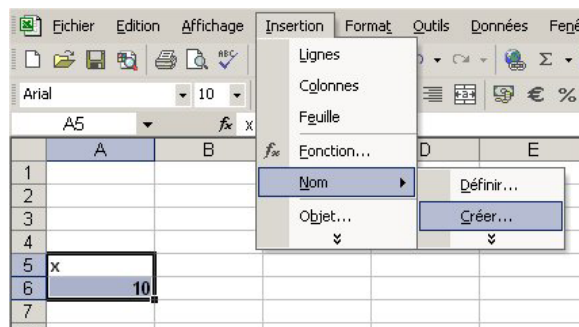 Fichier Edition Affichage Insertion Format Outils Données Fenê
Arial 10 € %
A5 fx x
Lignes
Colonnes
Feuille
fx Fonction...
Nom
Objet...
Définir...
Créer...
A B D E
1
2
3
4
5 x
6 10
7